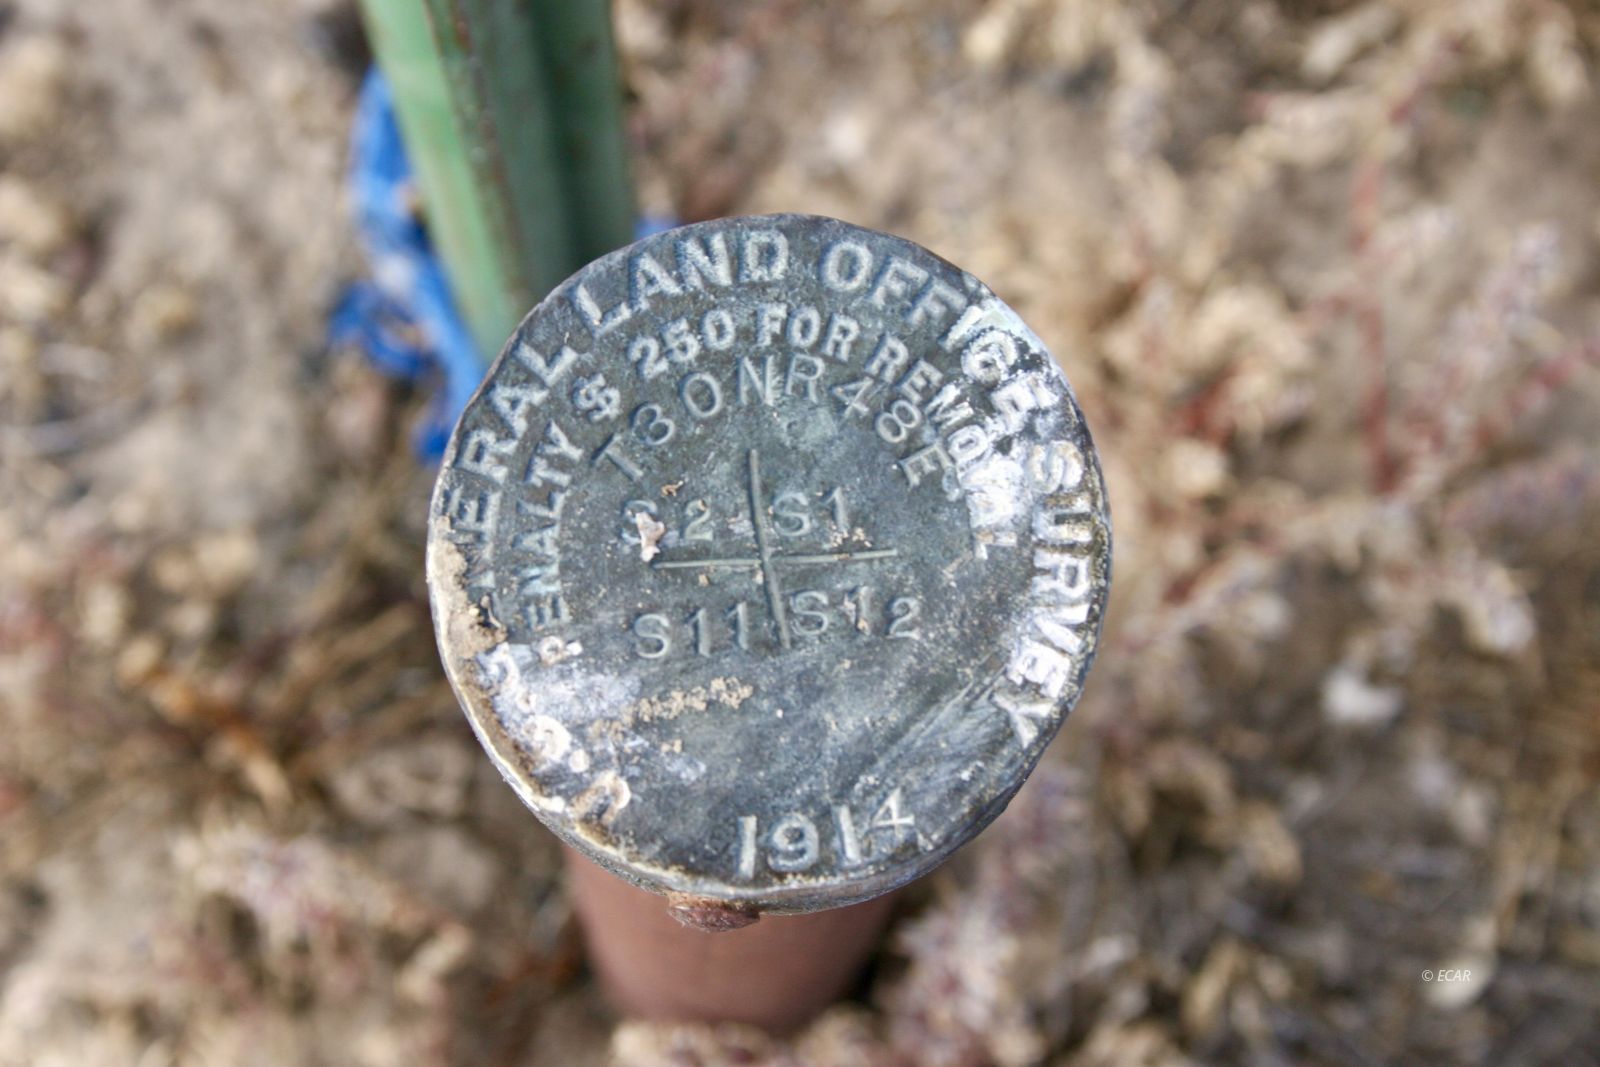 ERAL LAND OFFICE SURVEY
PENALTY $ 250 FOR REMOVAL
T30N R48E
S2 S1
S11 S12
1914
© ECAR